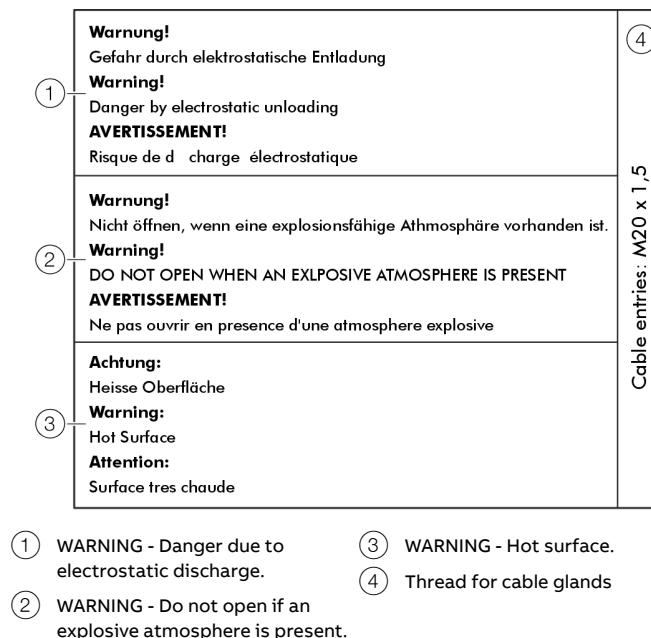 Warnung!
Gefahr durch elektrostatische Entladung
Warning!
Danger by electrostatic unloading
AVERTISSEMENT!
Risque de d charge électrostatique
1
Warnung!
Nicht öffnen, wenn eine explosionsfähige Athmosphäre vorhanden ist.
Warning!
DO NOT OPEN WHEN AN EXLPOSIVE ATMOSPHERE IS PRESENT
AVERTISSEMENT!
Ne pas ouvrir en presence d'une atmosphere explosive
2
Achtung:
Heisse Oberfläche
Warning:
Hot Surface
Attention:
Surface tres chaude
3
4
Cable entries: M20 x 1,5
1 WARNING - Danger due to
electrostatic discharge.
2 WARNING - Do not open if an
explosive atmosphere is present.
3 WARNING - Hot surface.
4 Thread for cable glands